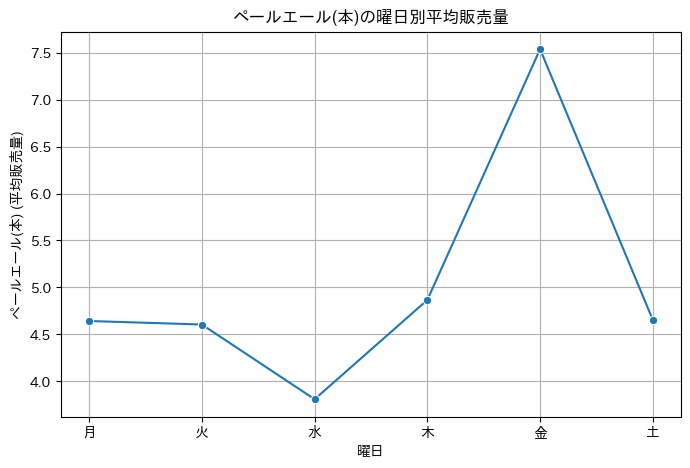 ペールエール(本)の曜日別平均販売量
ペールエール(本) (平均販売量)
7.5
7.0
6.5
6.0
5.5
5.0
4.5
4.0
月 火 水 木 金 土
曜日